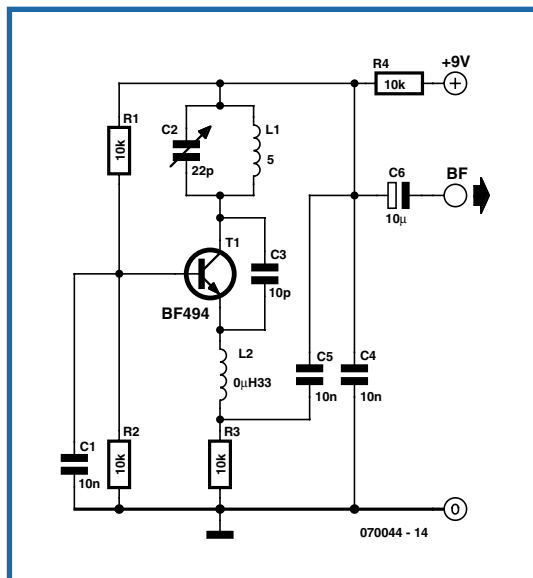 +9V
R4
10k
R1
10k
C2
22p
L1
5
C6
10μ
BF
T1
C3
10p
BF494
L2
0μH33
C5
10n
C4
10n
C1
10n
R2
10k
R3
10k
0
070044 - 14